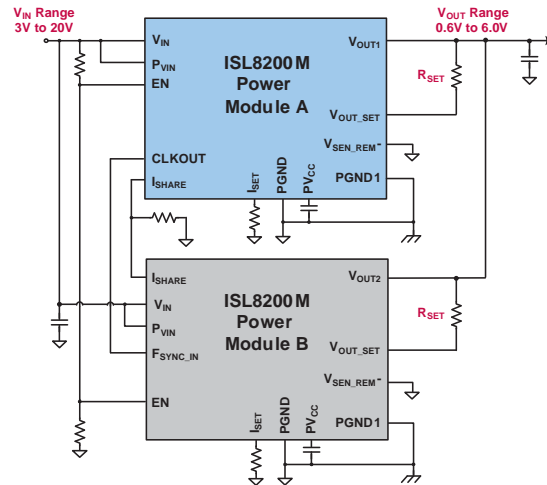 VIN Range
3V to 20V
VOUT Range
0.6V to 6.0V
ISL8200M
Power
Module A
VIN
PVIN
EN
CLKOUT
ISHARE
VOUT1
RSET
VOUT_SET
VSEN_REM-
PGND1
ISET
PGND
PVCC
ISL8200M
Power
Module B
ISHARE
VIN
PVIN
FSYNC_IN
EN
VOUT2
RSET
VOUT_SET
VSEN_REM-
PGND1
ISET
PGND
PVCC